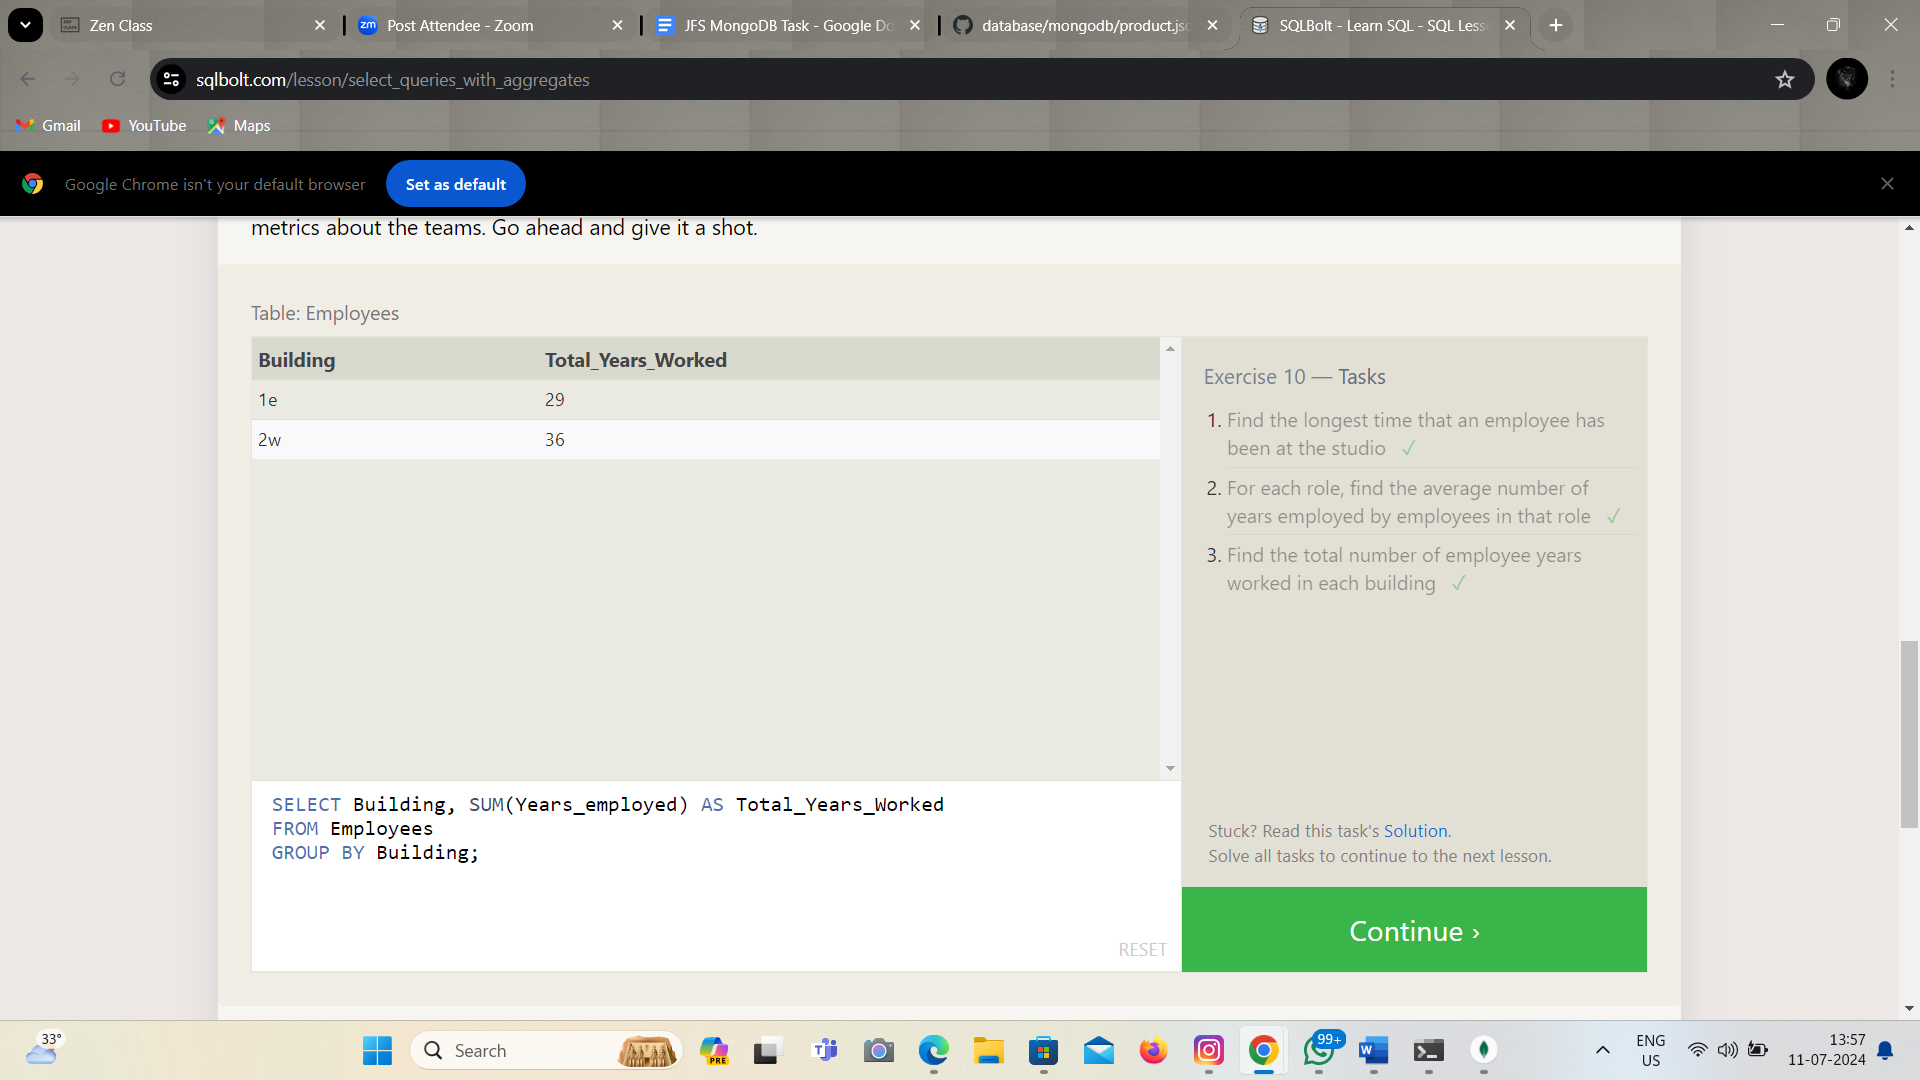 Zen Class
Post Attendee - Zoom
JFS MongoDB Task - Google Do
database/mongodb/product.jsc
SQLBolt - Learn SQL - SQL Less
sqlbolt.com/lesson/select_queries_with_aggregates
Gmail
YouTube
Maps
Google Chrome isn't your default browser
Set as default
metrics about the teams. Go ahead and give it a shot.
Table: Employees
Building Total_Years_Worked
1e 29
2w 36
Exercise 10 — Tasks
1. Find the longest time that an employee has
been at the studio ✓
2. For each role, find the average number of
years employed by employees in that role ✓
3. Find the total number of employee years
worked in each building ✓
SELECT Building, SUM(Years_employed) AS Total_Years_Worked
FROM Employees
GROUP BY Building;
RESET
Stuck? Read this task's Solution.
Solve all tasks to continue to the next lesson.
Continue ›
33°
Search
PRE
99+
ENG
US
13:57
11-07-2024